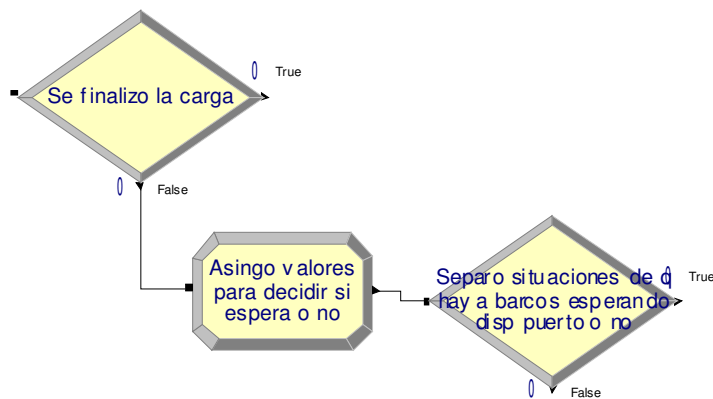 0
True
Se finalizo la carga
0
False
Asingo valores
para decidir si
espera o no
Separo situaciones de q
hay a barcos esperando
disp puerto o no
0
True
0
False